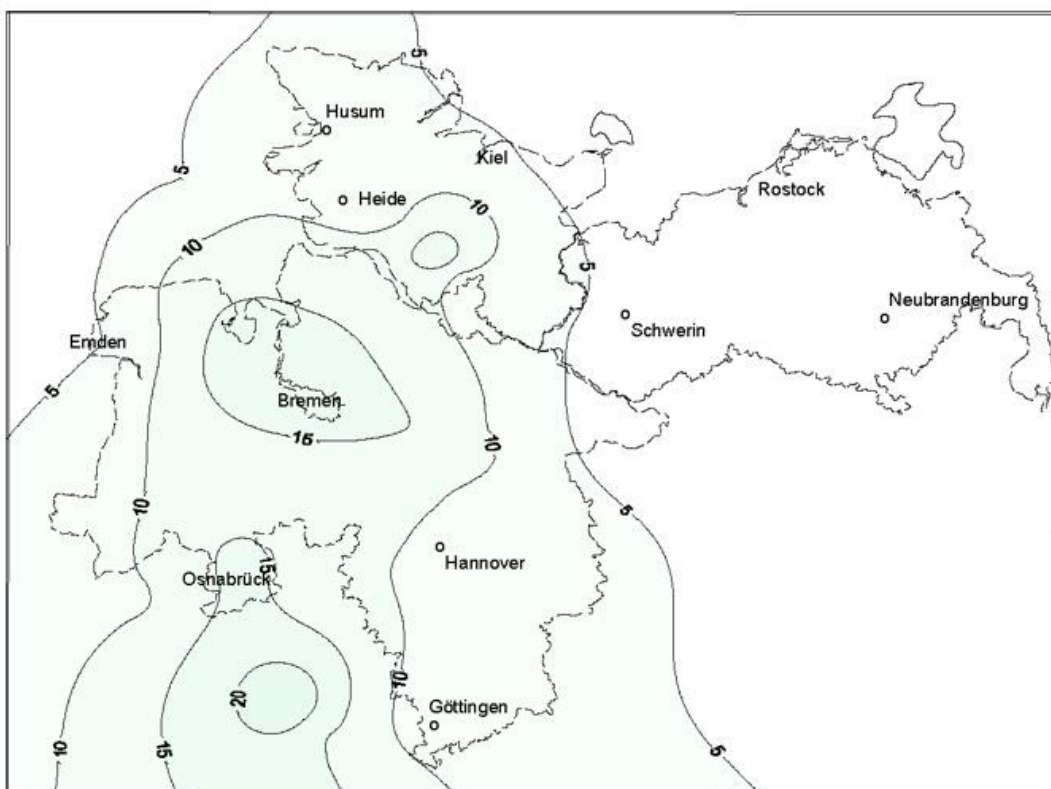 5
Husum
Kiel
5
Heide
10
Rostock
10
5
Neubrandenburg
Schwerin
Emden
5
Bremen
15
10
10
5
Hannover
15
Osnabrück
10
20
Göttingen
10
15
5